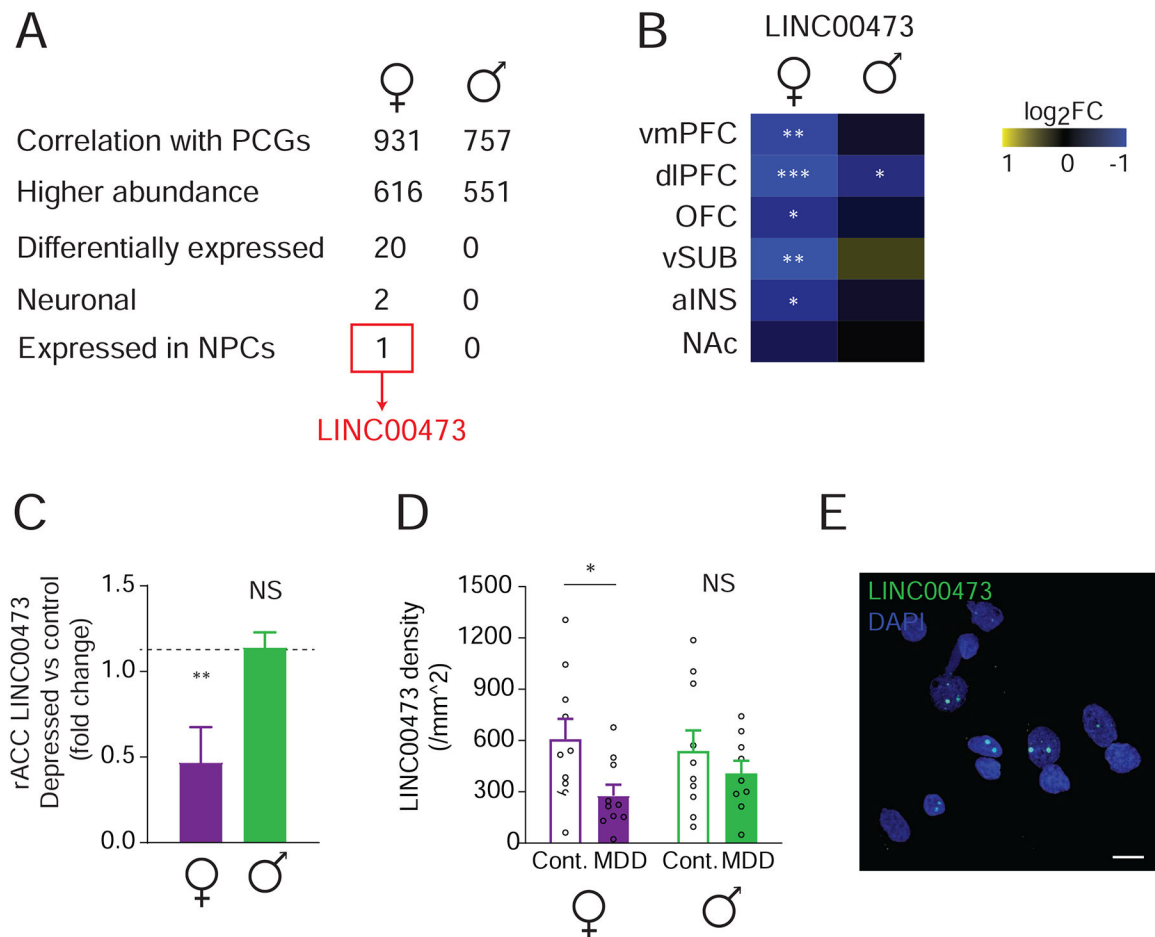 A
♀ ♂
Correlation with PCGs 931 757
Higher abundance 616 551
Differentially expressed 20 0
Neuronal 2 0
Expressed in NPCs 1 0
LINC00473
B
LINC00473
♀ ♂
vmPFC **
dlPFC *** *
OFC *
vSUB **
aINS *
NAc
log2FC
1 0 -1
C
rACC LINC00473
Depressed vs control
(fold change)
1.5
1.0
0.5
0.0
NS
**
♀ ♂
D
LINC00473 density
(/mm^2)
1500
1200
900
600
300
0
* NS
Cont. MDD Cont. MDD
♀ ♂
E
LINC00473
DAPI